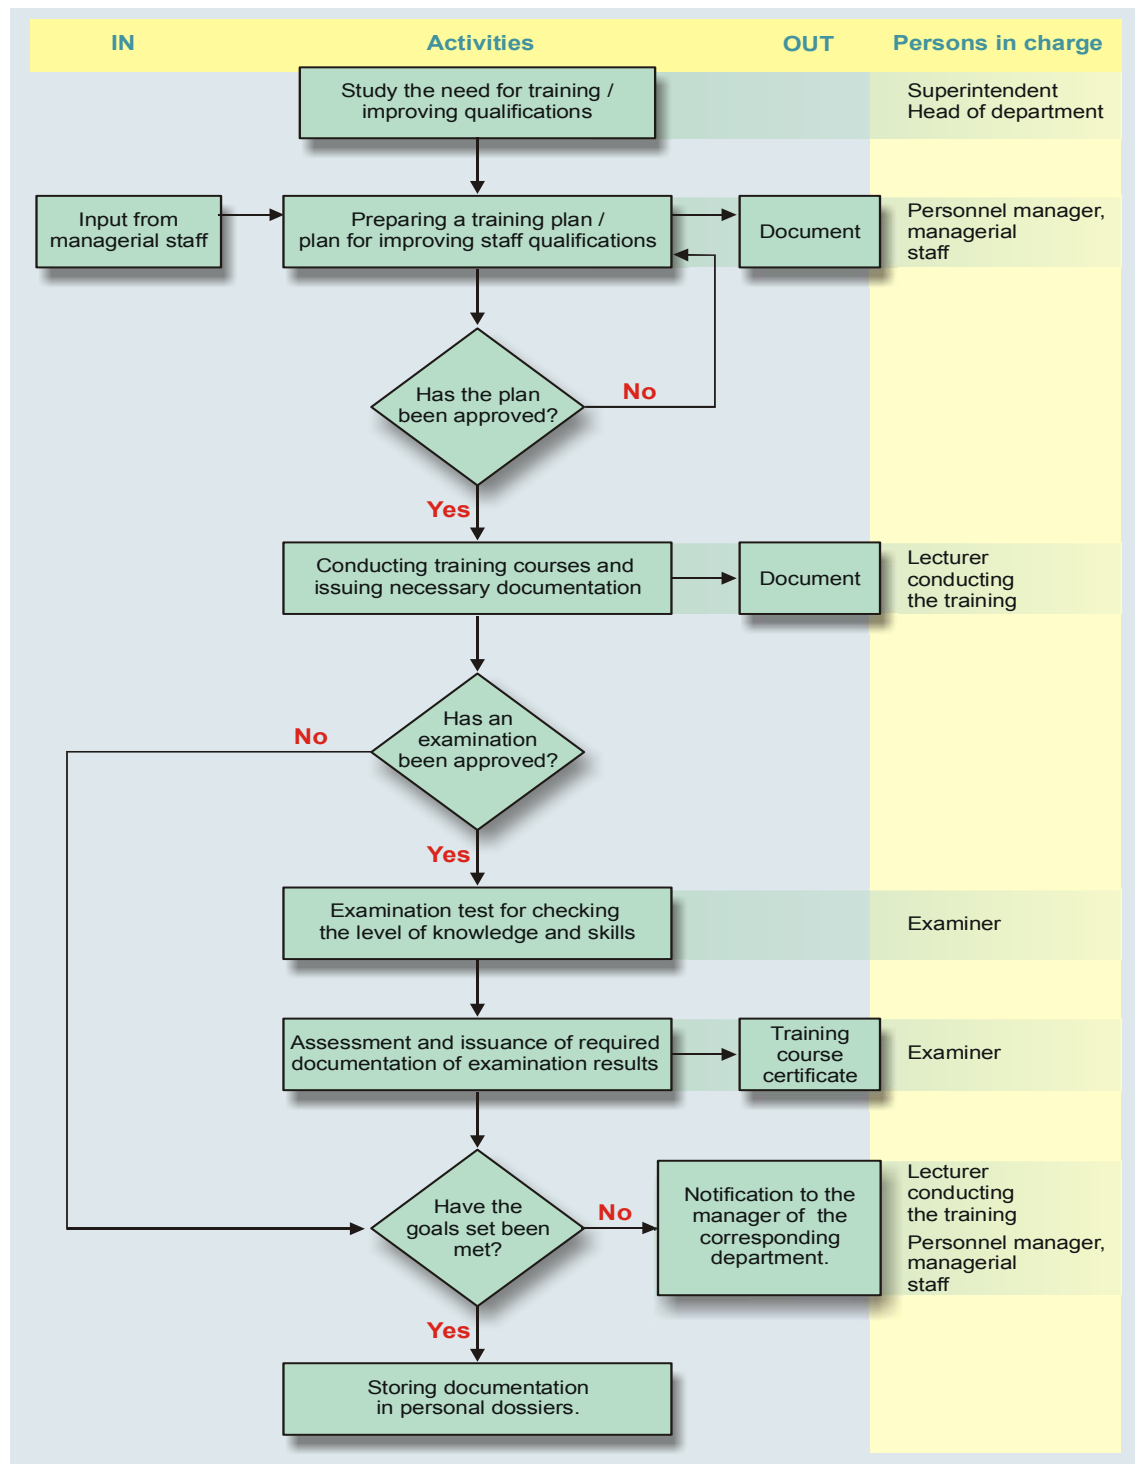 IN
Activities
OUT
Persons in charge
Study the need for training /
improving qualifications
Superintendent
Head of department
Input from
managerial staff
Preparing a training plan /
plan for improving staff qualifications
Document
Personnel manager,
managerial
staff
Has the plan
been approved?
No
Yes
Conducting training courses and
issuing necessary documentation
Document
Lecturer
conducting
the training
Has an
examination
been approved?
No
Yes
Examination test for checking
the level of knowledge and skills
Examiner
Assessment and issuance of required
documentation of examination results
Training
course
certificate
Examiner
Have the
goals set been
met?
No
Notification to the
manager of the
corresponding
department.
Lecturer
conducting
the training
Personnel manager,
managerial
staff
Yes
Storing documentation
in personal dossiers.